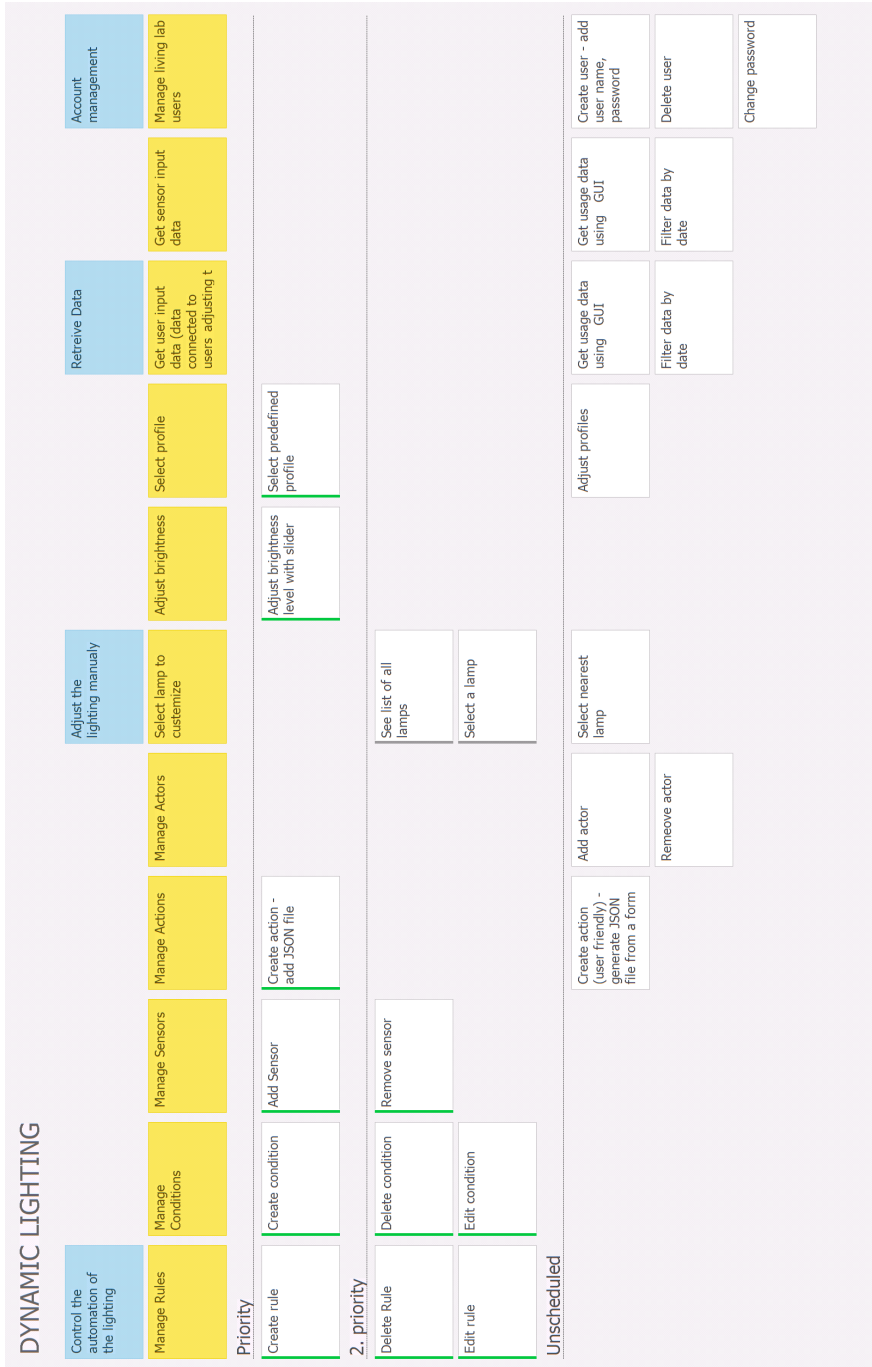 DYNAMIC LIGHTING
Control the
automation of
the lighting
Adjust the
lighting manualy
Retreive Data
Account
management
Manage Rules
Manage
Conditions
Manage Sensors
Manage Actions
Manage Actors
Select lamp to
custemize
Adjust brightness
Select profile
Get user input
data (data
connected to
users adjusting t
Get sensor input
data
Manage living lab
users
Priority
Create rule
Create condition
Add Sensor
Create action -
add JSON file
Adjust brightness
level with slider
Select predefined
profile
2. priority
Delete Rule
Delete condition
Remove sensor
See list of all
lamps
Edit rule
Edit condition
Select a lamp
Unscheduled
Create action
(user friendly) -
generate JSON
file from a form
Add actor
Select nearest
lamp
Adjust profiles
Get usage data
using GUI
Get usage data
using GUI
Create user - add
user name,
password
Remeove actor
Filter data by
date
Filter data by
date
Delete user
Change password